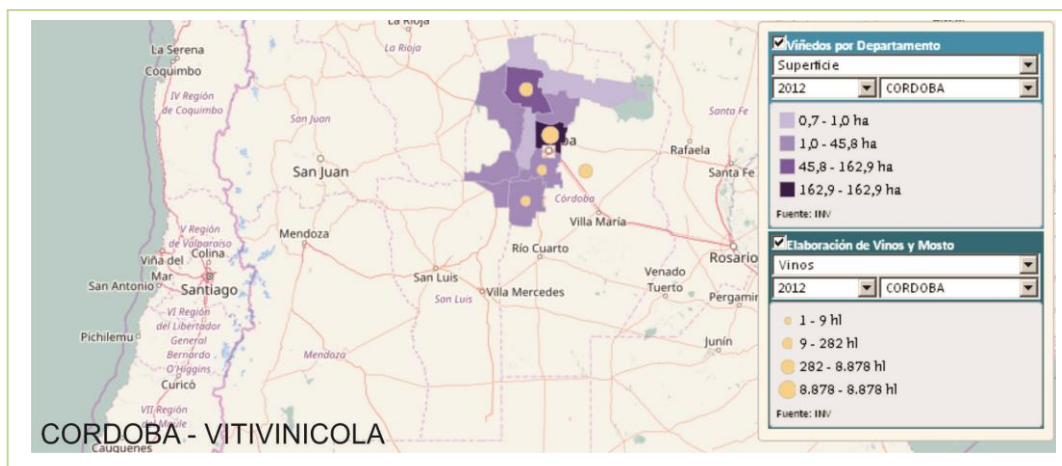 La Rioja
La Serena
Coquimbo
La Rioja
IV Región
de Coquimbo
San Juan
Santa Fe
Rafaela
San Juan
Santa Fe
Córdoba
Villa María
V Región
de Valparaíso
Mendoza
Colina
Río Cuarto
Viña del
Mar
Rosario
San Luis
Venado
Tuerto
San Antonio
Santiago
San Luis
Villa Mercedes
Pergamin
VI Región
del Libertador
General
Bernardo
O'Higgins
Pichilemu
Junín
Mendoza
Curicó
VII Región
del Maule
Cauquenes
CORDOBA - VITIVINICOLA
Viñedos por Departamento
Superficie
2012 CORDOBA
0,7 - 1,0 ha
1,0 - 45,8 ha
45,8 - 162,9 ha
162,9 - 162,9 ha
Fuente: INV
Elaboración de Vinos y Mosto
Vinos
2012 CORDOBA
1 - 9 hl
9 - 282 hl
282 - 8.878 hl
8.878 - 8.878 hl
Fuente: INV